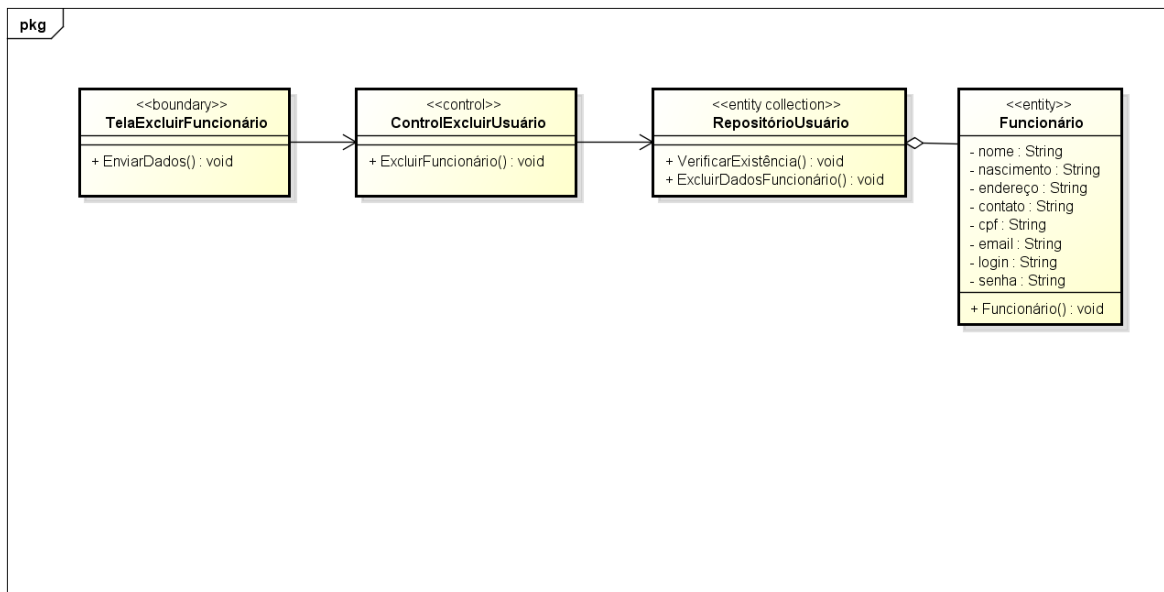 pkg
<<boundary>>
TelaExcluirFuncionário
+ EnviarDados() : void
<<control>>
ControlExcluirUsuário
+ ExcluirFuncionário() : void
<<entity collection>>
RepositórioUsuário
+ VerificarExistência() : void
+ ExcluirDadosFuncionário() : void
<<entity>>
Funcionário
- nome : String
- nascimento : String
- endereço : String
- contato : String
- cpf : String
- email : String
- login : String
- senha : String
+ Funcionário() : void